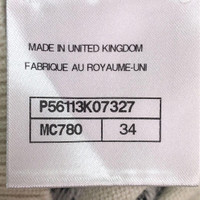 MADE IN UNITED KINGDOM
FABRIQUE AU ROYAUME-UNI
P56113K07327
MC780 34